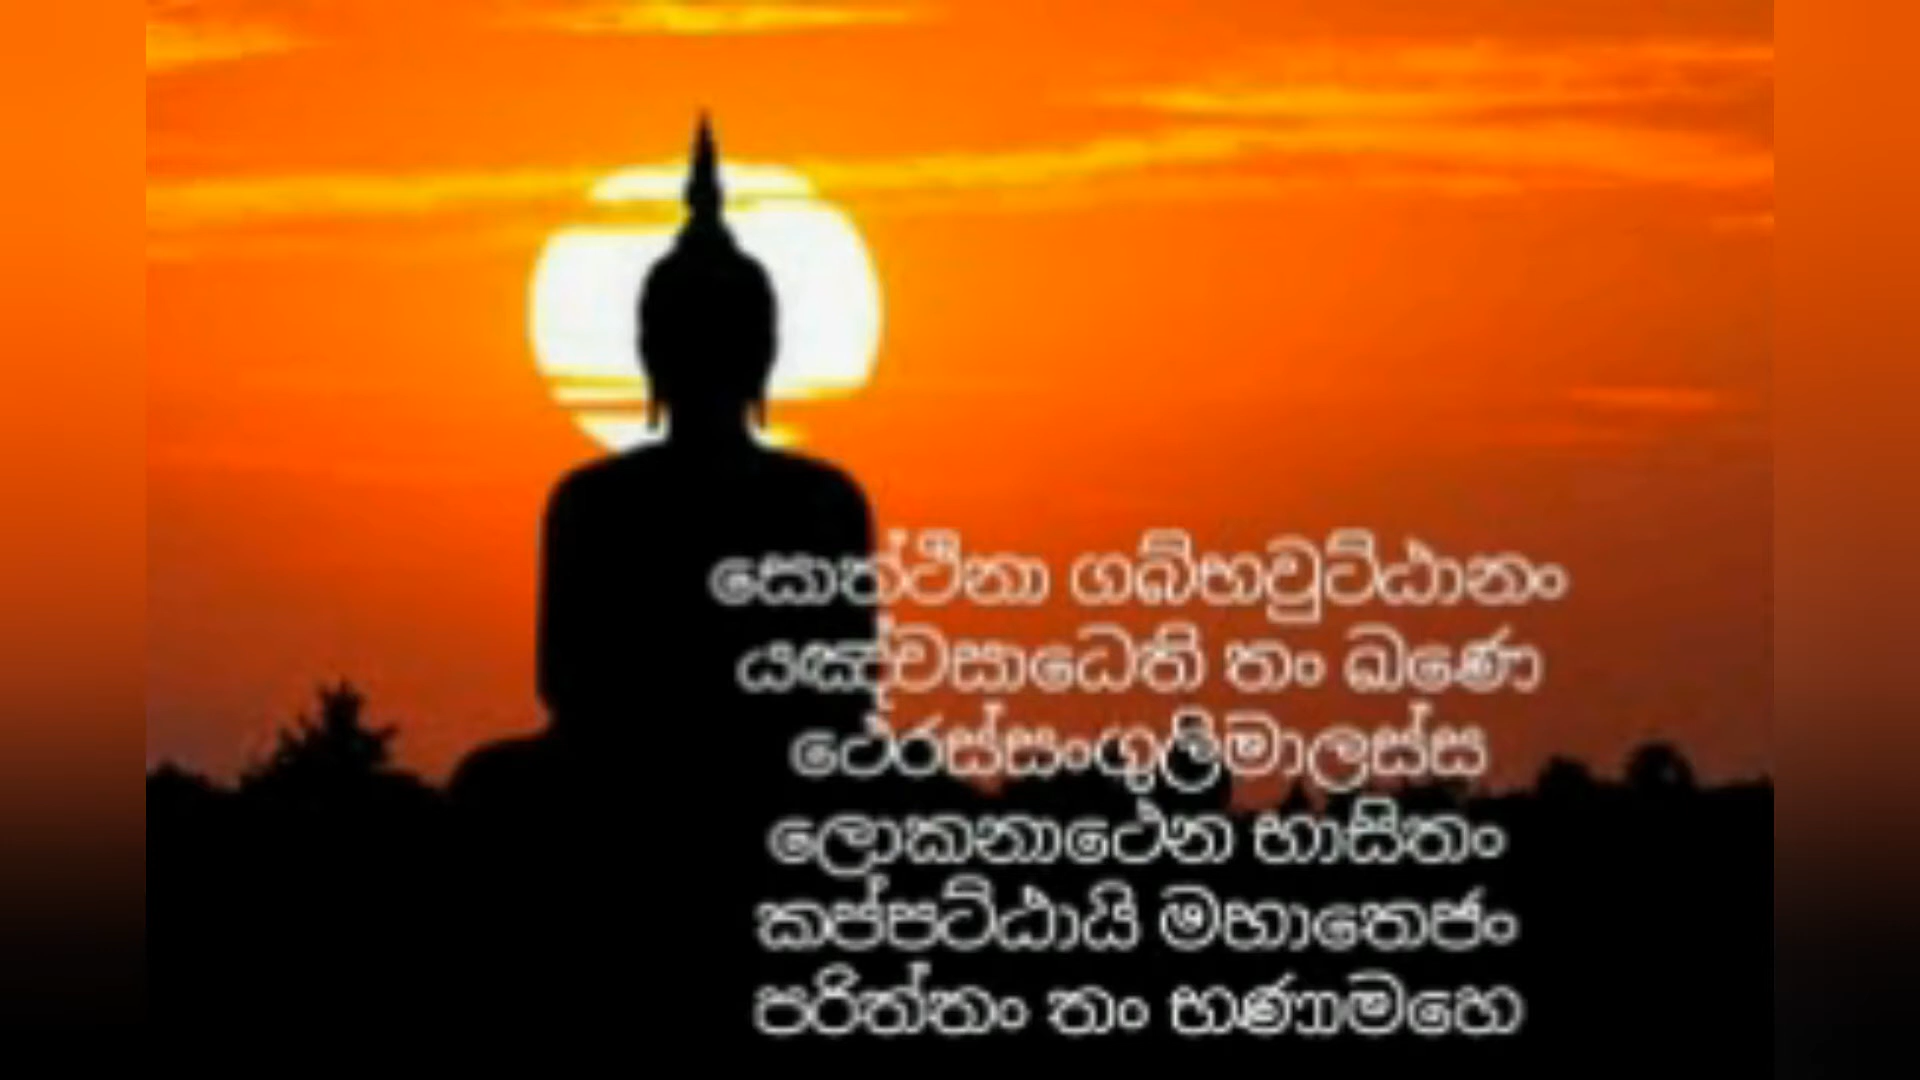 සොත්ථිනා ගබ්භවුට්ඨානං
යඤ්චසාධෙති තං ඛණෙ
ථෙරස්සංගුලිමාලස්ස
ලොකනාථෙන භාසිතං
කප්පට්ඨායි මහාතෙජං
පරිත්තං තං භණාමහෙ